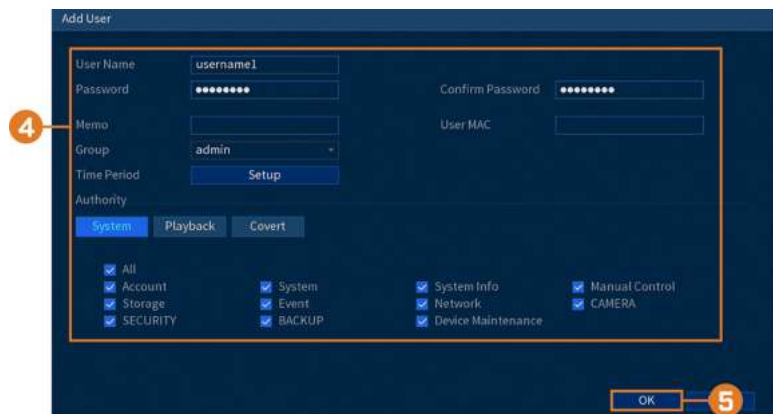 Add User
User Name username1
Password ●●●●●●●● Confirm Password ●●●●●●●●
4
Memo User MAC
Group admin
Time Period Setup
Authority
System Playback Covert
All
Account System System Info Manual Control
Storage Event Network CAMERA
SECURITY BACKUP Device Maintenance
OK 5